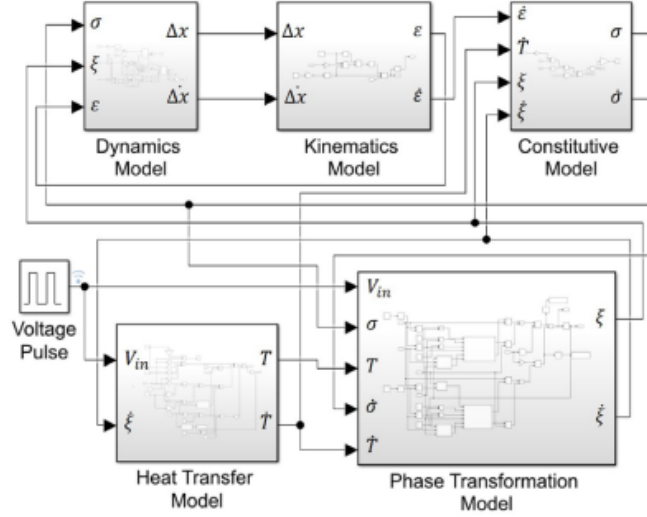 σ
ξ
ε
Δx
Δẋ
Dynamics
Model
Δx
Δẋ
ε
ε̇
Kinematics
Model
ε̇
Ṫ
ξ
ξ̇
σ
σ̇
Constitutive
Model
Voltage
Pulse
V_in
ξ̇
T
Ṫ
Heat Transfer
Model
V_in
σ
T
σ̇
Ṫ
ξ
ξ̇
Phase Transformation
Model